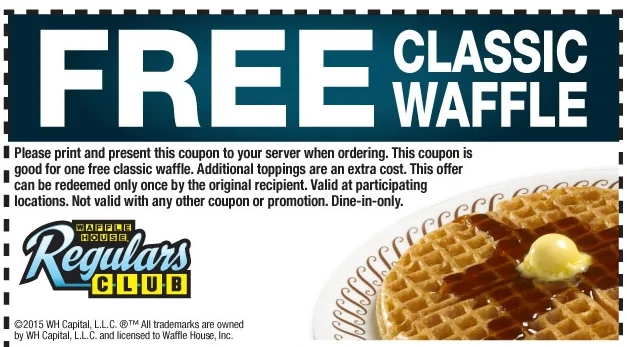 FREE CLASSIC
WAFFLE
Please print and present this coupon to your server when ordering. This coupon is
good for one free classic waffle. Additional toppings are an extra cost. This offer
can be redeemed only once by the original recipient. Valid at participating
locations. Not valid with any other coupon or promotion. Dine-in-only.
WAFFLE
HOUSE
Regulars
CLUB
©2015 WH Capital, L.L.C. ®™ All trademarks are owned
by WH Capital, L.L.C. and licensed to Waffle House, Inc.